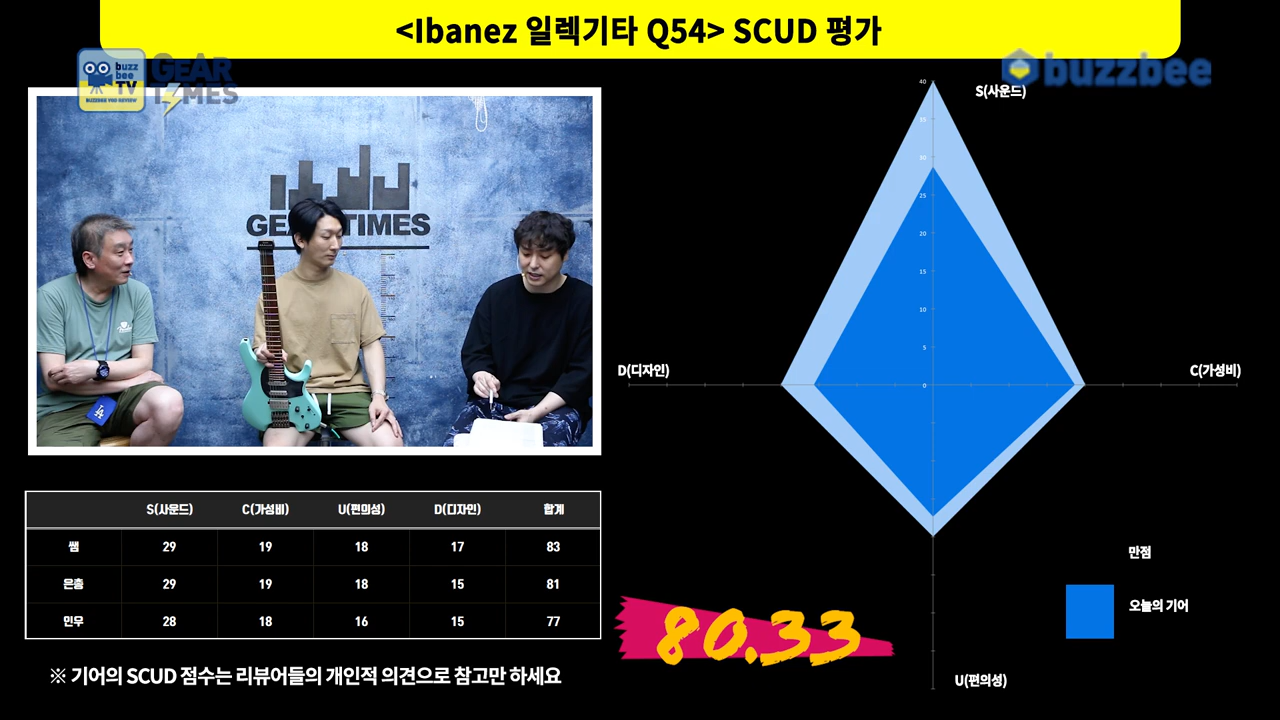 <Ibanez 일렉기타 Q54> SCUD 평가
buzz
bee
TV
BUZZBEE YOU REVIEW
GEAR
TIMES
buzzbee
GEAR TIMES
S(사운드)
40
35
30
25
20
15
10
5
0
D(디자인)
C(가성비)
U(편의성)
만점
오늘의 기어
S(사운드) C(가성비) U(편의성) D(디자인) 합계
쌤 29 19 18 17 83
은총 29 19 18 15 81
민우 28 18 16 15 77
80.33
※ 기어의 SCUD 점수는 리뷰어들의 개인적 의견으로 참고만 하세요